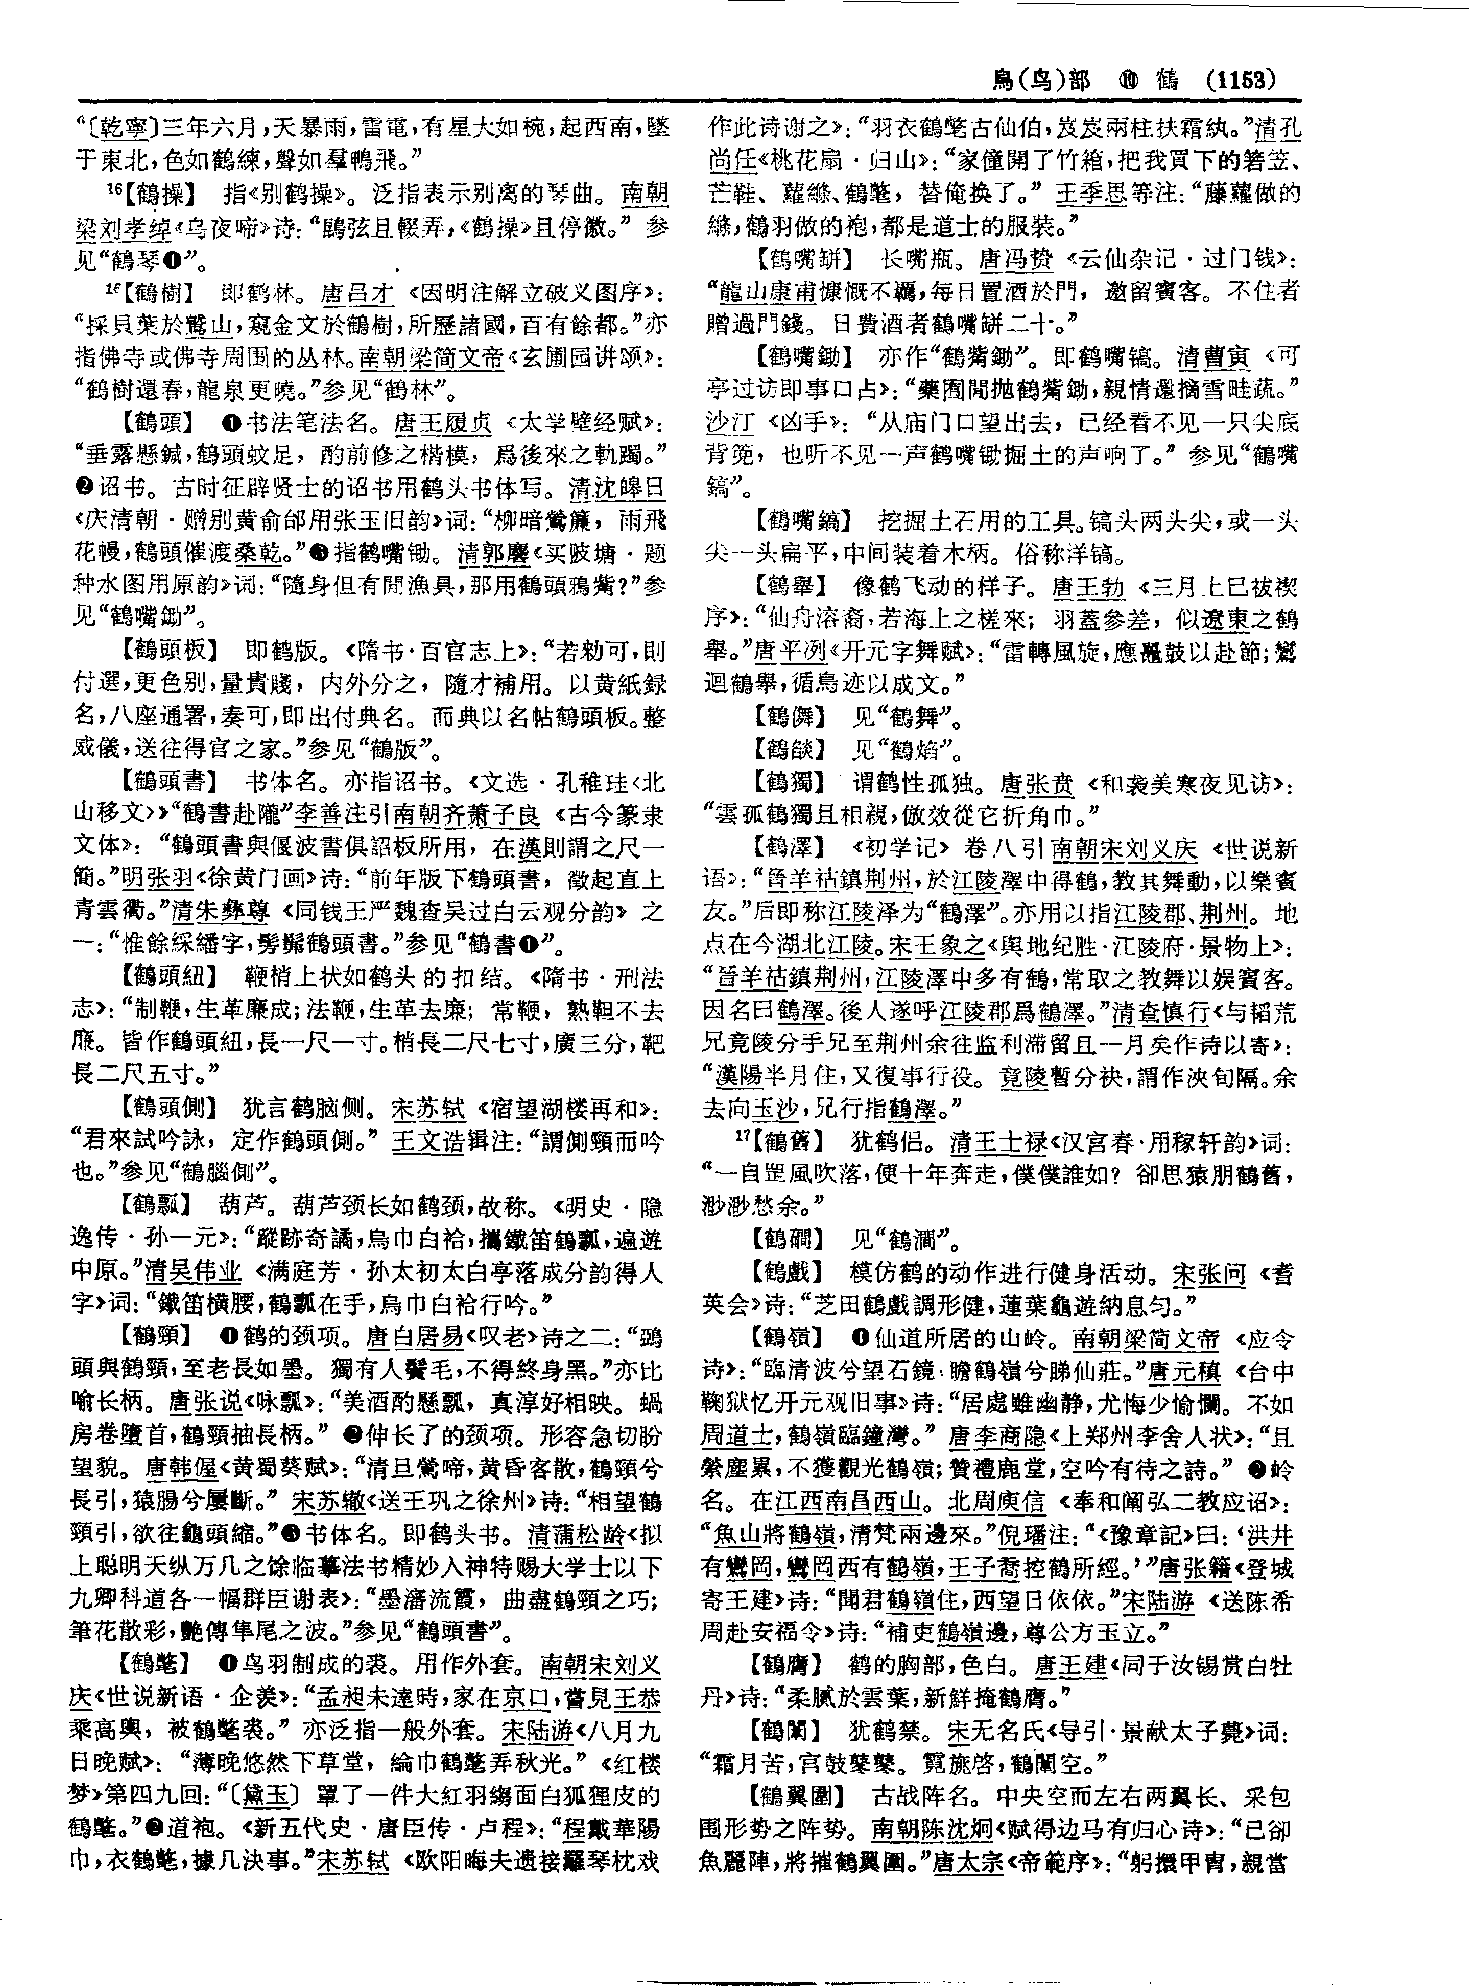 鳥(鸟)部 ⑩ 鶴 (1153)
“〔乾寧〕三年六月,天暴雨,雷電,有星大如椀,起西南,墜
于東北,色如鶴練,聲如羣鴨飛。”
16【鶴操】 指《别鹤操》。泛指表示别离的琴曲。南朝
梁刘孝绰《乌夜啼》诗:“鵾弦且輟弄,《鶴操》且停徽。” 参
见“鶴琴❶”。
16【鶴樹】 即鹤林。唐吕才《因明注解立破义图序》:
“採貝葉於鷲山,窺金文於鶴樹,所歷諸國,百有餘都。”亦
指佛寺或佛寺周围的丛林。南朝梁简文帝《玄圃园讲颂》:
“鶴樹還春,龍泉更曉。”参见“鶴林”。
【鶴頭】 ❶书法笔法名。唐王履贞《太学壁经赋》:
“垂露懸鍼,鶴頭蚊足, 酌前修之楷模, 爲後來之軌躅。”
❷诏书。古时征辟贤士的诏书用鹤头书体写。清沈皞日
《庆清朝·赠别黄俞邰用张玉旧韵》词:“柳暗鶯簾, 雨飛
花幔,鶴頭催渡桑乾。”❸指鹤嘴锄。清郭麐《买陂塘·题
种水图用原韵》词:“隨身但有閒漁具,那用鶴頭鴉觜?”参
见“鶴嘴鋤”。
【鶴頭板】 即鹤版。《隋书·百官志上》:“若勑可,則
付選,更色别,量貴賤, 内外分之, 隨才補用。以黄紙録
名,八座通署,奏可,即出付典名。而典以名帖鶴頭板。整
威儀,送往得官之家。”参见“鶴版”。
【鶴頭書】 书体名。亦指诏书。《文选·孔稚珪〈北
山移文〉》“鶴書赴隴”李善注引南朝齐萧子良《古今篆隶
文体》: “鶴頭書與偃波書俱詔板所用, 在漢則謂之尺一
簡。”明张羽《徐黄门画》诗:“前年版下鶴頭書, 徵起直上
青雲衢。”清朱彝尊《同钱王严魏查吴过白云观分韵》之
一:“惟餘綵繙字,髣髴鶴頭書。”参见“鶴書❶”。
【鶴頭紐】 鞭梢上状如鹤头的扣结。《隋书·刑法
志》:“制鞭,生革廉成;法鞭,生革去廉; 常鞭, 熟靼不去
廉。皆作鶴頭紐,長一尺一寸。梢長二尺七寸,廣三分,靶
長二尺五寸。”
【鶴頭側】 犹言鹤脑侧。宋苏轼《宿望湖楼再和》:
“君來試吟詠, 定作鶴頭側。” 王文诰辑注:“謂側頸而吟
也。”参见“鶴腦側”。
【鶴瓢】 葫芦。葫芦颈长如鹤颈,故称。《明史·隐
逸传·孙一元》:“蹤跡奇譎,烏巾白袷,攜鐵笛鶴瓢,遍遊
中原。”清吴伟业《满庭芳·孙太初太白亭落成分韵得人
字》词:“鐵笛横腰,鶴瓢在手,烏巾白袷行吟。”
【鶴頸】 ❶鹤的颈项。唐白居易《叹老》诗之二:“鵶
頭與鶴頸,至老長如墨。獨有人鬢毛,不得終身黑。”亦比
喻长柄。唐张说《咏瓢》:“美酒酌懸瓢, 真淳好相映。蝸
房卷墮首,鶴頸抽長柄。” ❷伸长了的颈项。形容急切盼
望貌。唐韩偓《黄蜀葵赋》:“清旦鶯啼,黄昏客散,鶴頸兮
長引,猿腸兮屢斷。” 宋苏辙《送王巩之徐州》诗:“相望鶴
頸引,欲往龜頭縮。”❸书体名。即鹤头书。清蒲松龄《拟
上聪明天纵万几之馀临摹法书精妙入神特赐大学士以下
九卿科道各一幅群臣谢表》:“墨瀋流霞, 曲盡鶴頸之巧;
筆花散彩,艷傳隼尾之波。”参见“鶴頭書”。
【鶴氅】 ❶鸟羽制成的裘。用作外套。南朝宋刘义
庆《世说新语·企羡》:“孟昶未達時,家在京口,嘗見王恭
乘高輿, 被鶴氅裘。” 亦泛指一般外套。宋陆游《八月九
日晚赋》: “薄晚悠然下草堂, 綸巾鶴氅弄秋光。”《红楼
梦》第四九回:“〔黛玉〕罩了一件大紅羽縐面白狐狸皮的
鶴氅。”❷道袍。《新五代史·唐臣传·卢程》:“程戴華陽
巾,衣鶴氅,據几決事。”宋苏轼《欧阳晦夫遗接䍦琴枕戏
作此诗谢之》:“羽衣鶴氅古仙伯,岌岌兩柱扶霜紈。”清孔
尚任《桃花扇·归山》:“家僮開了竹箱,把我買下的箬笠、
芒鞋、蘿縧、鶴氅, 替俺换了。” 王季思等注:“藤蘿做的
縧,鶴羽做的袍,都是道士的服裝。”
【鶴嘴缾】 长嘴瓶。唐冯贽《云仙杂记·过门钱》:
“龍山康甫慷慨不羈,每日置酒於門, 邀留賓客。不住者
贈過門錢。日費酒者鶴嘴缾二十。”
【鶴嘴鋤】 亦作“鶴觜鋤”。即鹤嘴镐。清曹寅《可
亭过访即事口占》:“藥圃閒抛鶴觜鋤,親情還摘雪畦蔬。”
沙汀《凶手》: “从庙门口望出去, 已经看不见一只尖底
背篼, 也听不见一声鹤嘴锄掘土的声响了。” 参见“鶴嘴
鎬”。
【鶴嘴鎬】 挖掘土石用的工具。镐头两头尖,或一头
尖一头扁平,中间装着木柄。俗称洋镐。
【鶴舉】 像鹤飞动的样子。唐王勃《三月上巳祓禊
序》:“仙舟溶裔,若海上之槎來; 羽蓋參差, 似遼東之鶴
舉。”唐平冽《开元字舞赋》:“雷轉風旋,應鼉鼓以赴節;鸞
迴鶴舉,循鳥迹以成文。”
【鶴儛】 见“鶴舞”。
【鶴燄】 见“鶴焰”。
【鶴獨】 谓鹤性孤独。唐张贲《和袭美寒夜见访》:
“雲孤鶴獨且相親,倣效從它折角巾。”
【鶴澤】《初学记》卷八引南朝宋刘义庆《世说新
语》:“晉羊祜鎮荆州,於江陵澤中得鶴,教其舞動,以樂賓
友。”后即称江陵泽为“鶴澤”。亦用以指江陵郡、荆州。地
点在今湖北江陵。宋王象之《舆地纪胜·江陵府·景物上》:
“晉羊祜鎮荆州,江陵澤中多有鶴,常取之教舞以娱賓客。
因名曰鶴澤。後人遂呼江陵郡爲鶴澤。”清查慎行《与韬荒
兄竟陵分手兄至荆州余往监利滞留且一月矣作诗以寄》:
“漢陽半月住,又復事行役。竟陵暫分袂,謂作浹旬隔。余
去向玉沙,兄行指鶴澤。”
17【鶴舊】 犹鹤侣。清王士禄《汉宫春·用稼轩韵》词:
“一自罡風吹落,便十年奔走,僕僕誰如? 卻思猿朋鶴舊,
渺渺愁余。”
【鶴磵】 见“鶴澗”。
【鶴戲】 模仿鹤的动作进行健身活动。宋张问《耆
英会》诗:“芝田鶴戲調形健,蓮葉龜遊納息匀。”
【鶴嶺】 ❶仙道所居的山岭。南朝梁简文帝《应令
诗》:“臨清波兮望石鏡,瞻鶴嶺兮睇仙莊。”唐元稹《台中
鞫狱忆开元观旧事》诗:“居處雖幽静,尤悔少愉懽。不如
周道士,鶴嶺臨鐘灣。” 唐李商隐《上郑州李舍人状》:“且
縈塵累,不獲觀光鶴嶺;贊禮鹿堂,空吟有待之詩。” ❷岭
名。在江西南昌西山。北周庾信《奉和阐弘二教应诏》:
“魚山將鶴嶺,清梵兩邊來。”倪璠注:“《豫章記》曰:‘洪井
有鸞岡,鸞岡西有鶴嶺,王子喬控鶴所經。’”唐张籍《登城
寄王建》诗:“聞君鶴嶺住,西望日依依。”宋陆游《送陈希
周赴安福令》诗:“補吏鶴嶺邊,尊公方玉立。”
【鶴膺】 鹤的胸部,色白。唐王建《同于汝锡赏白牡
丹》诗:“柔膩於雲葉,新鮮掩鶴膺。”
【鶴闈】 犹鹤禁。宋无名氏《导引·景献太子薨》词:
“霜月苦,宫鼓鼕鼕。霓旌啓,鶴闈空。”
【鶴翼圍】 古战阵名。中央空而左右两翼长、采包
围形势之阵势。南朝陈沈炯《赋得边马有归心诗》:“已卻
魚麗陣,將摧鶴翼圍。”唐太宗《帝範序》:“躬擐甲胄,親當